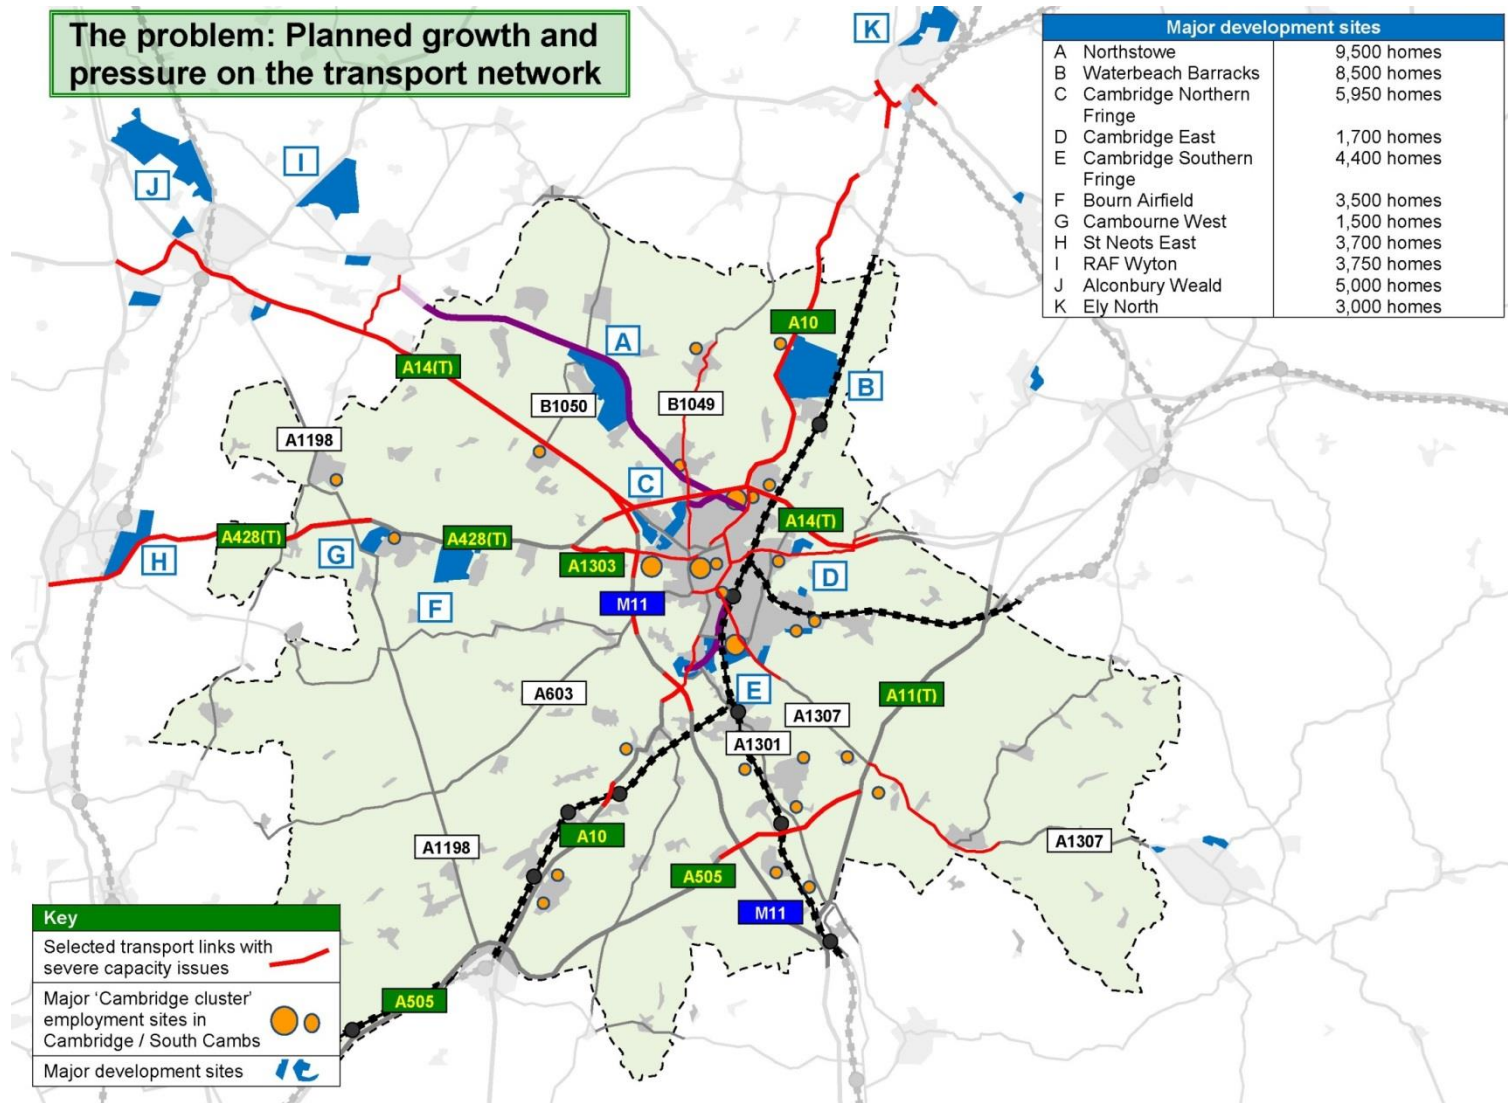 The problem: Planned growth and
pressure on the transport network
Major development sites
A Northstowe 9,500 homes
B Waterbeach Barracks 8,500 homes
C Cambridge Northern 5,950 homes
Fringe
D Cambridge East 1,700 homes
E Cambridge Southern 4,400 homes
Fringe
F Bourn Airfield 3,500 homes
G Cambourne West 1,500 homes
H St Neots East 3,700 homes
I RAF Wyton 3,750 homes
J Alconbury Weald 5,000 homes
K Ely North 3,000 homes
K
I
J
A10
A
A14(T)
B
B1050
B1049
A1198
C
A14(T)
A428(T)
A428(T)
G
H
A1303
D
F
M11
E
A603
A11(T)
A1307
A1301
A10
A1198
A1307
A505
M11
A505
Key
Selected transport links with
severe capacity issues
Major ‘Cambridge cluster’
employment sites in
Cambridge / South Cambs
Major development sites